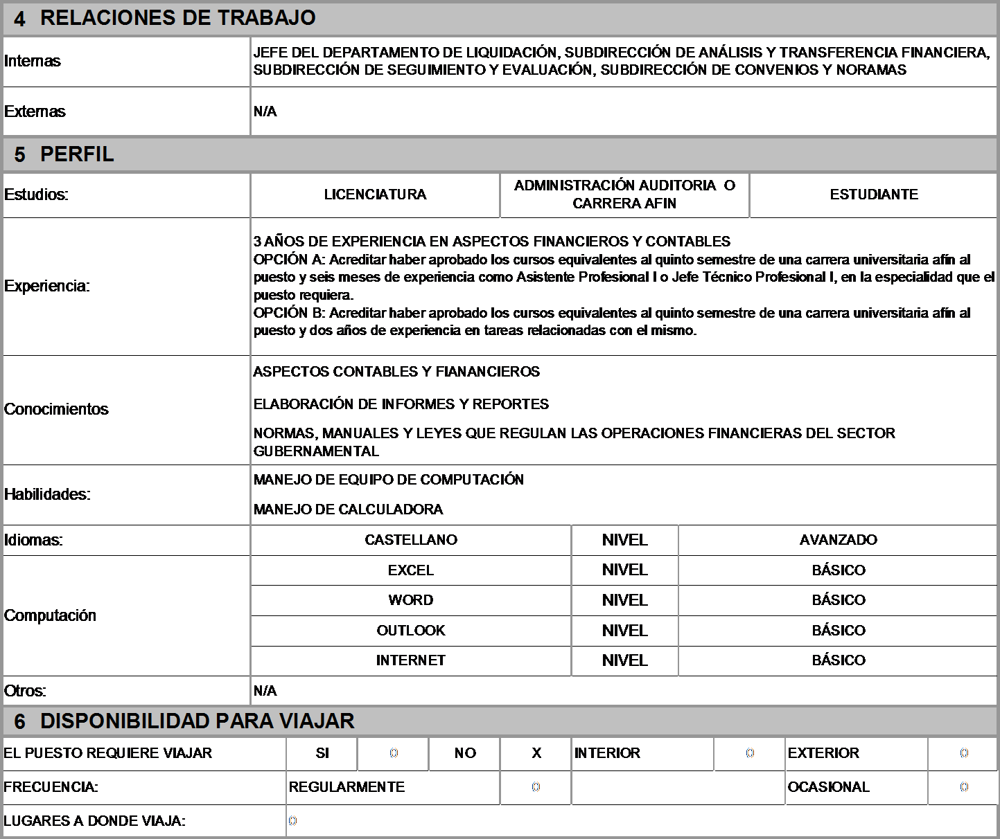 4 RELACIONES DE TRABAJO
Internas
JEFE DEL DEPARTAMENTO DE LIQUIDACIÓN, SUBDIRECCIÓN DE ANÁLISIS Y TRANSFERENCIA FINANCIERA,
SUBDIRECCIÓN DE SEGUIMIENTO Y EVALUACIÓN, SUBDIRECCIÓN DE CONVENIOS Y NORAMAS
Externas
N/A
5 PERFIL
Estudios:
LICENCIATURA
ADMINISTRACIÓN AUDITORIA O
CARRERA AFIN
ESTUDIANTE
Experiencia:
3 AÑOS DE EXPERIENCIA EN ASPECTOS FINANCIEROS Y CONTABLES
OPCIÓN A: Acreditar haber aprobado los cursos equivalentes al quinto semestre de una carrera universitaria afín al
puesto y seis meses de experiencia como Asistente Profesional I o Jefe Técnico Profesional I, en la especialidad que el
puesto requiera.
OPCIÓN B: Acreditar haber aprobado los cursos equivalentes al quinto semestre de una carrera universitaria afín al
puesto y dos años de experiencia en tareas relacionadas con el mismo.
Conocimientos
ASPECTOS CONTABLES Y FIANANCIEROS
ELABORACIÓN DE INFORMES Y REPORTES
NORMAS, MANUALES Y LEYES QUE REGULAN LAS OPERACIONES FINANCIERAS DEL SECTOR
GUBERNAMENTAL
Habilidades:
MANEJO DE EQUIPO DE COMPUTACIÓN
MANEJO DE CALCULADORA
Idiomas:
CASTELLANO NIVEL AVANZADO
Computación
EXCEL NIVEL BÁSICO
WORD NIVEL BÁSICO
OUTLOOK NIVEL BÁSICO
INTERNET NIVEL BÁSICO
Otros:
N/A
6 DISPONIBILIDAD PARA VIAJAR
EL PUESTO REQUIERE VIAJAR SI 0 NO X INTERIOR 0 EXTERIOR 0
FRECUENCIA: REGULARMENTE 0 OCASIONAL 0
LUGARES A DONDE VIAJA: 0